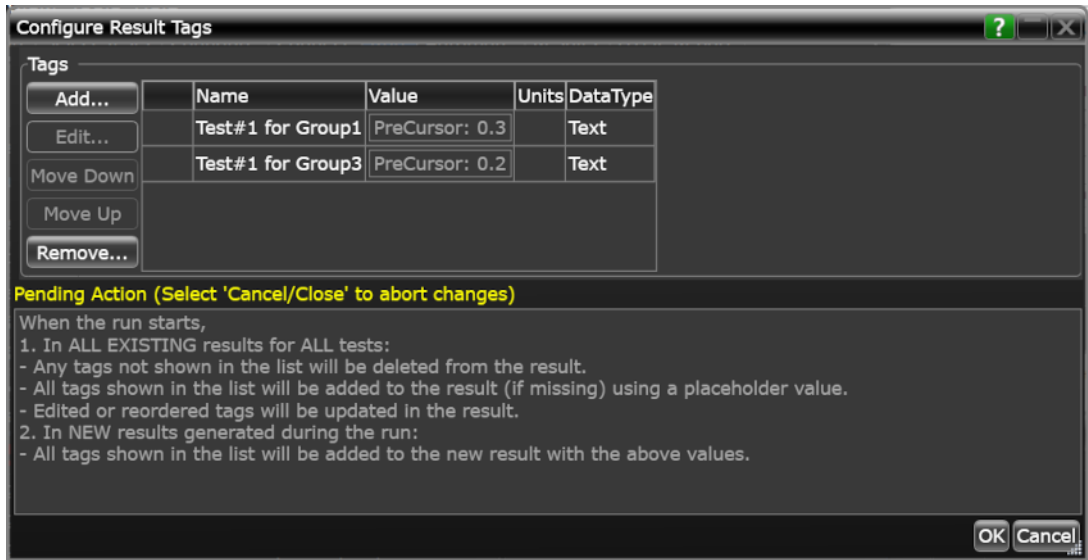 Configure Result Tags ?
Tags
Add...
Edit...
Move Down
Move Up
Remove...
Name Value Units DataType
Test#1 for Group1 PreCursor: 0.3 Text
Test#1 for Group3 PreCursor: 0.2 Text
Pending Action (Select 'Cancel/Close' to abort changes)
When the run starts,
1. In ALL EXISTING results for ALL tests:
- Any tags not shown in the list will be deleted from the result.
- All tags shown in the list will be added to the result (if missing) using a placeholder value.
- Edited or reordered tags will be updated in the result.
2. In NEW results generated during the run:
- All tags shown in the list will be added to the new result with the above values.
OK Cancel